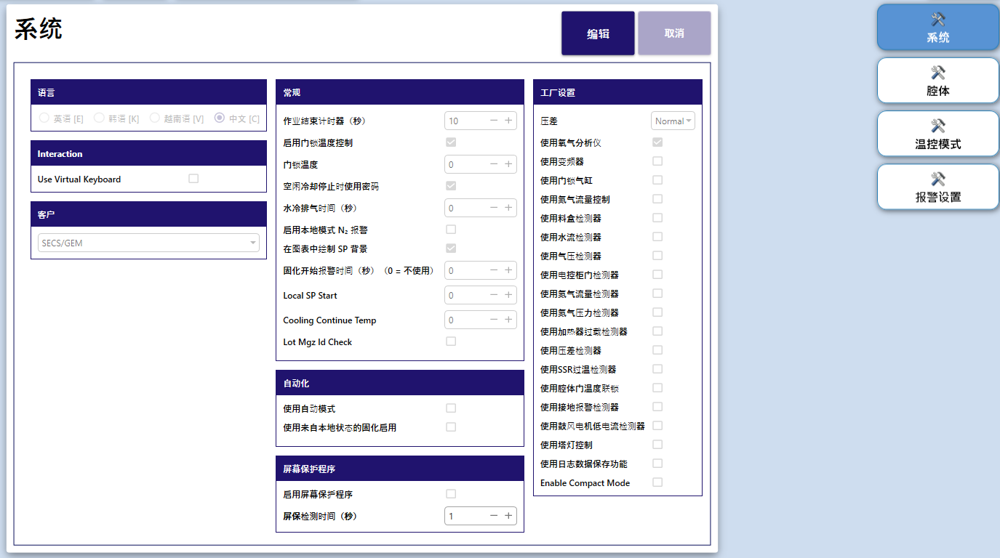 系统
编辑
取消
语言
英语 [E]
韩语 [K]
越南语 [V]
中文 [C]
Interaction
Use Virtual Keyboard
客户
SECS/GEM
常规
作业结束计时器（秒）
10
启用门锁温度控制
门锁温度
0
空闲冷却停止时使用密码
水冷排气时间（秒）
0
启用本地模式 N₂ 报警
在图表中绘制 SP 背景
固化开始报警时间（秒）（0 = 不使用）
0
Local SP Start
0
Cooling Continue Temp
0
Lot Mgz Id Check
自动化
使用自动模式
使用来自本地状态的固化启用
屏幕保护程序
启用屏幕保护程序
屏保检测时间（秒）
1
工厂设置
压差
Normal
使用氧气分析仪
使用变频器
使用门锁气缸
使用氮气流量控制
使用料盒检测器
使用水流检测器
使用气压检测器
使用电控柜门检测器
使用氮气流量检测器
使用氮气压力检测器
使用加热器过载检测器
使用压差检测器
使用SSR过温检测器
使用腔体门温度联锁
使用接地报警检测器
使用鼓风电机低电流检测器
使用塔灯控制
使用日志数据保存功能
Enable Compact Mode
系统
腔体
温控模式
报警设置